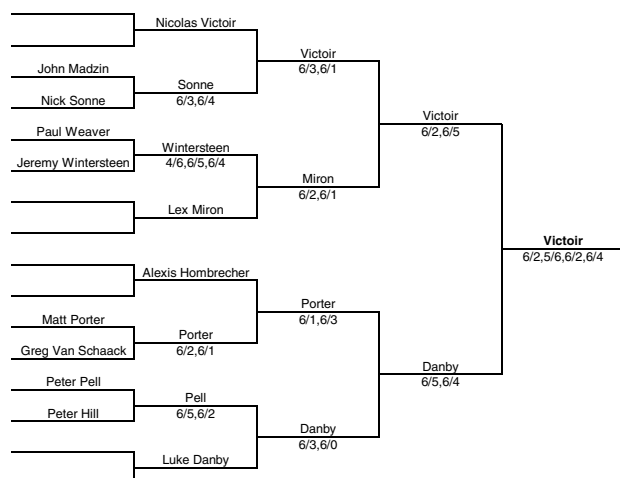 Nicolas Victoir
Victoir
6/3,6/1
John Madzin
Sonne
6/3,6/4
Nick Sonne
Victoir
6/2,6/5
Paul Weaver
Wintersteen
4/6,6/5,6/4
Jeremy Wintersteen
Miron
6/2,6/1
Lex Miron
Victoir
6/2,5/6,6/2,6/4
Alexis Hombrecher
Porter
6/1,6/3
Matt Porter
Porter
6/2,6/1
Greg Van Schaack
Danby
6/5,6/4
Peter Pell
Pell
6/5,6/2
Peter Hill
Danby
6/3,6/0
Luke Danby